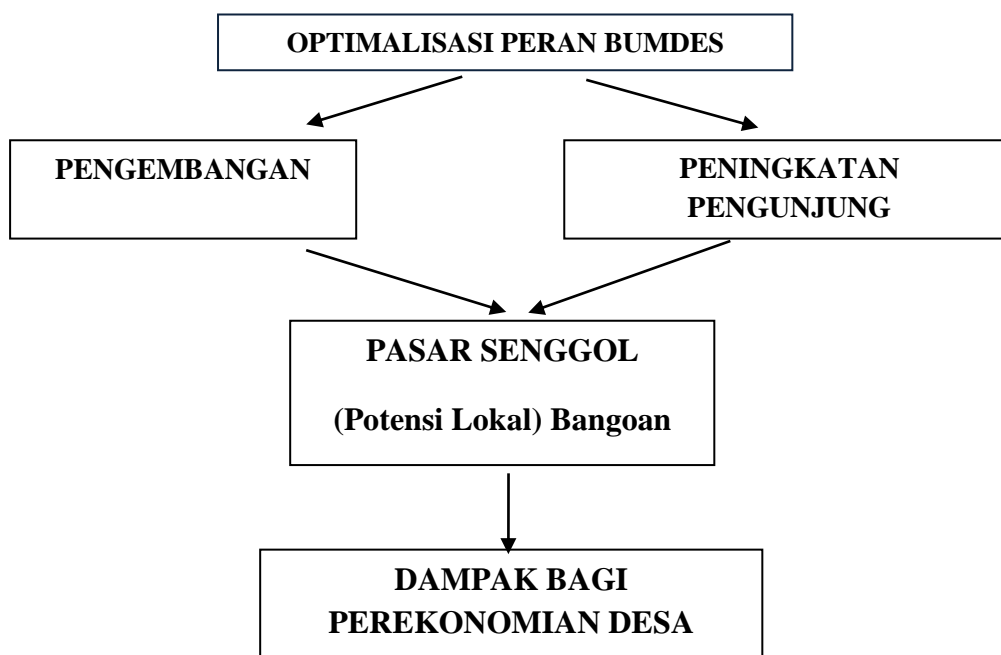 OPTIMALISASI PERAN BUMDES
PENGEMBANGAN
PENINGKATAN
PENGUNJUNG
PASAR SENGGOL
(Potensi Lokal) Bangoan
DAMPAK BAGI
PEREKONOMIAN DESA